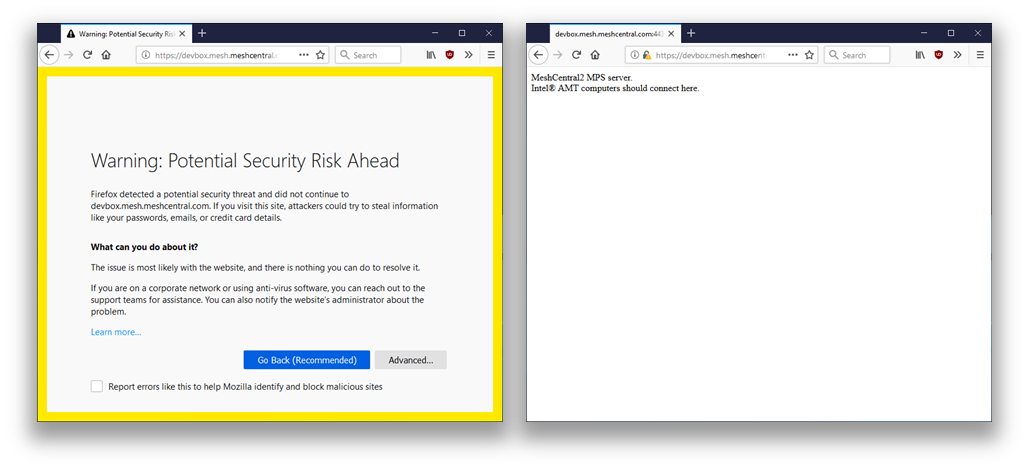 Warning: Potential Security Risk
https://devbox.mesh.meshcentral.c
Search
Warning: Potential Security Risk Ahead
Firefox detected a potential security threat and did not continue to
devbox.mesh.meshcentral.com. If you visit this site, attackers could try to steal information
like your passwords, emails, or credit card details.
What can you do about it?
The issue is most likely with the website, and there is nothing you can do to resolve it.
If you are on a corporate network or using anti-virus software, you can reach out to the
support teams for assistance. You can also notify the website's administrator about the
problem.
Learn more...
Go Back (Recommended)
Advanced...
Report errors like this to help Mozilla identify and block malicious sites
devbox.mesh.meshcentral.com:443
https://devbox.mesh.meshcent
Search
MeshCentral2 MPS server.
Intel® AMT computers should connect here.